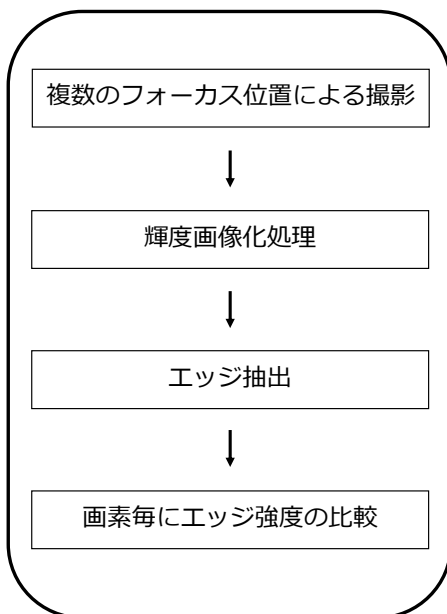 複数のフォーカス位置による撮影
輝度画像化処理
エッジ抽出
画素毎にエッジ強度の比較